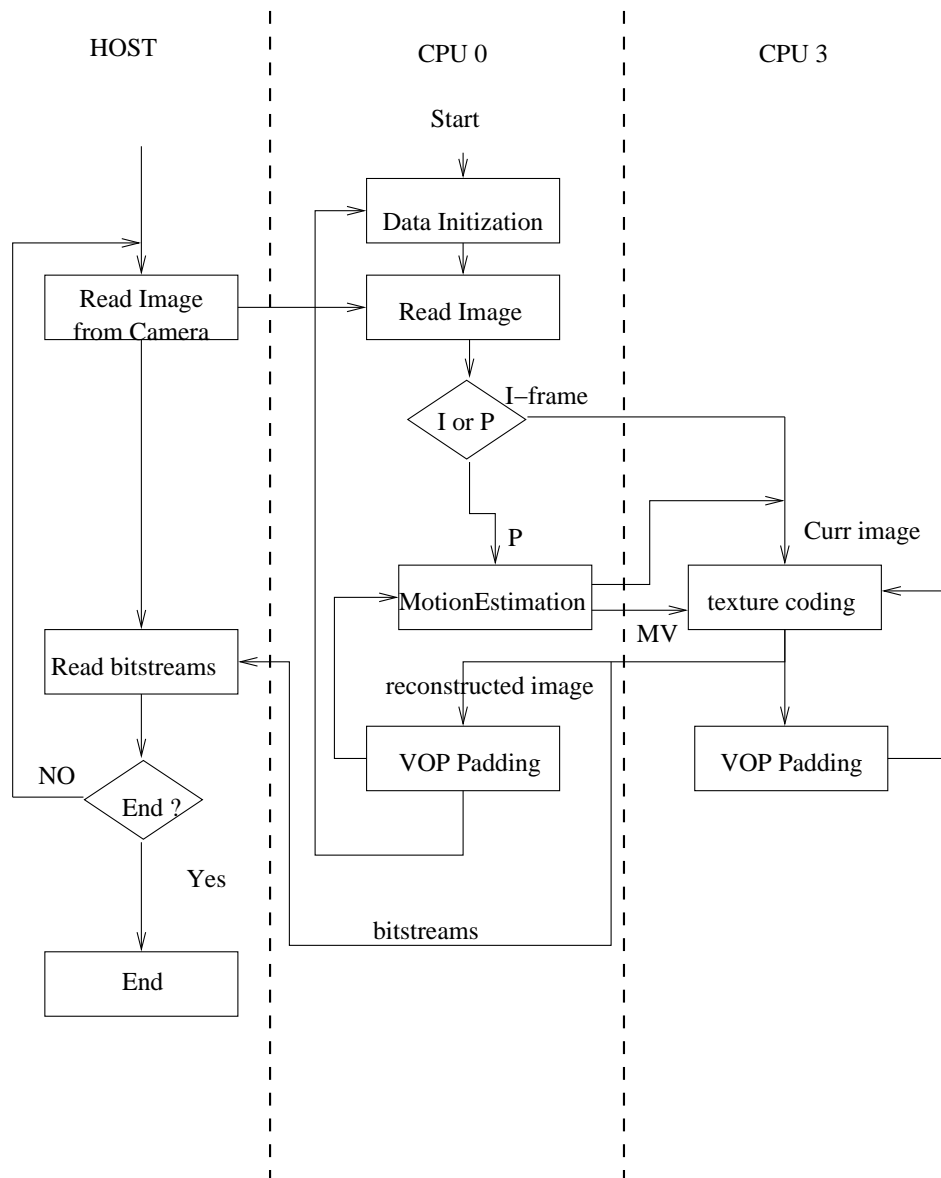 HOST
CPU 0
CPU 3
Start
Data Initization
Read Image
from Camera
Read Image
I−frame
I or P
P
Curr image
MotionEstimation
texture coding
MV
Read bitstreams
reconstructed image
VOP Padding
VOP Padding
NO
End ?
Yes
bitstreams
End